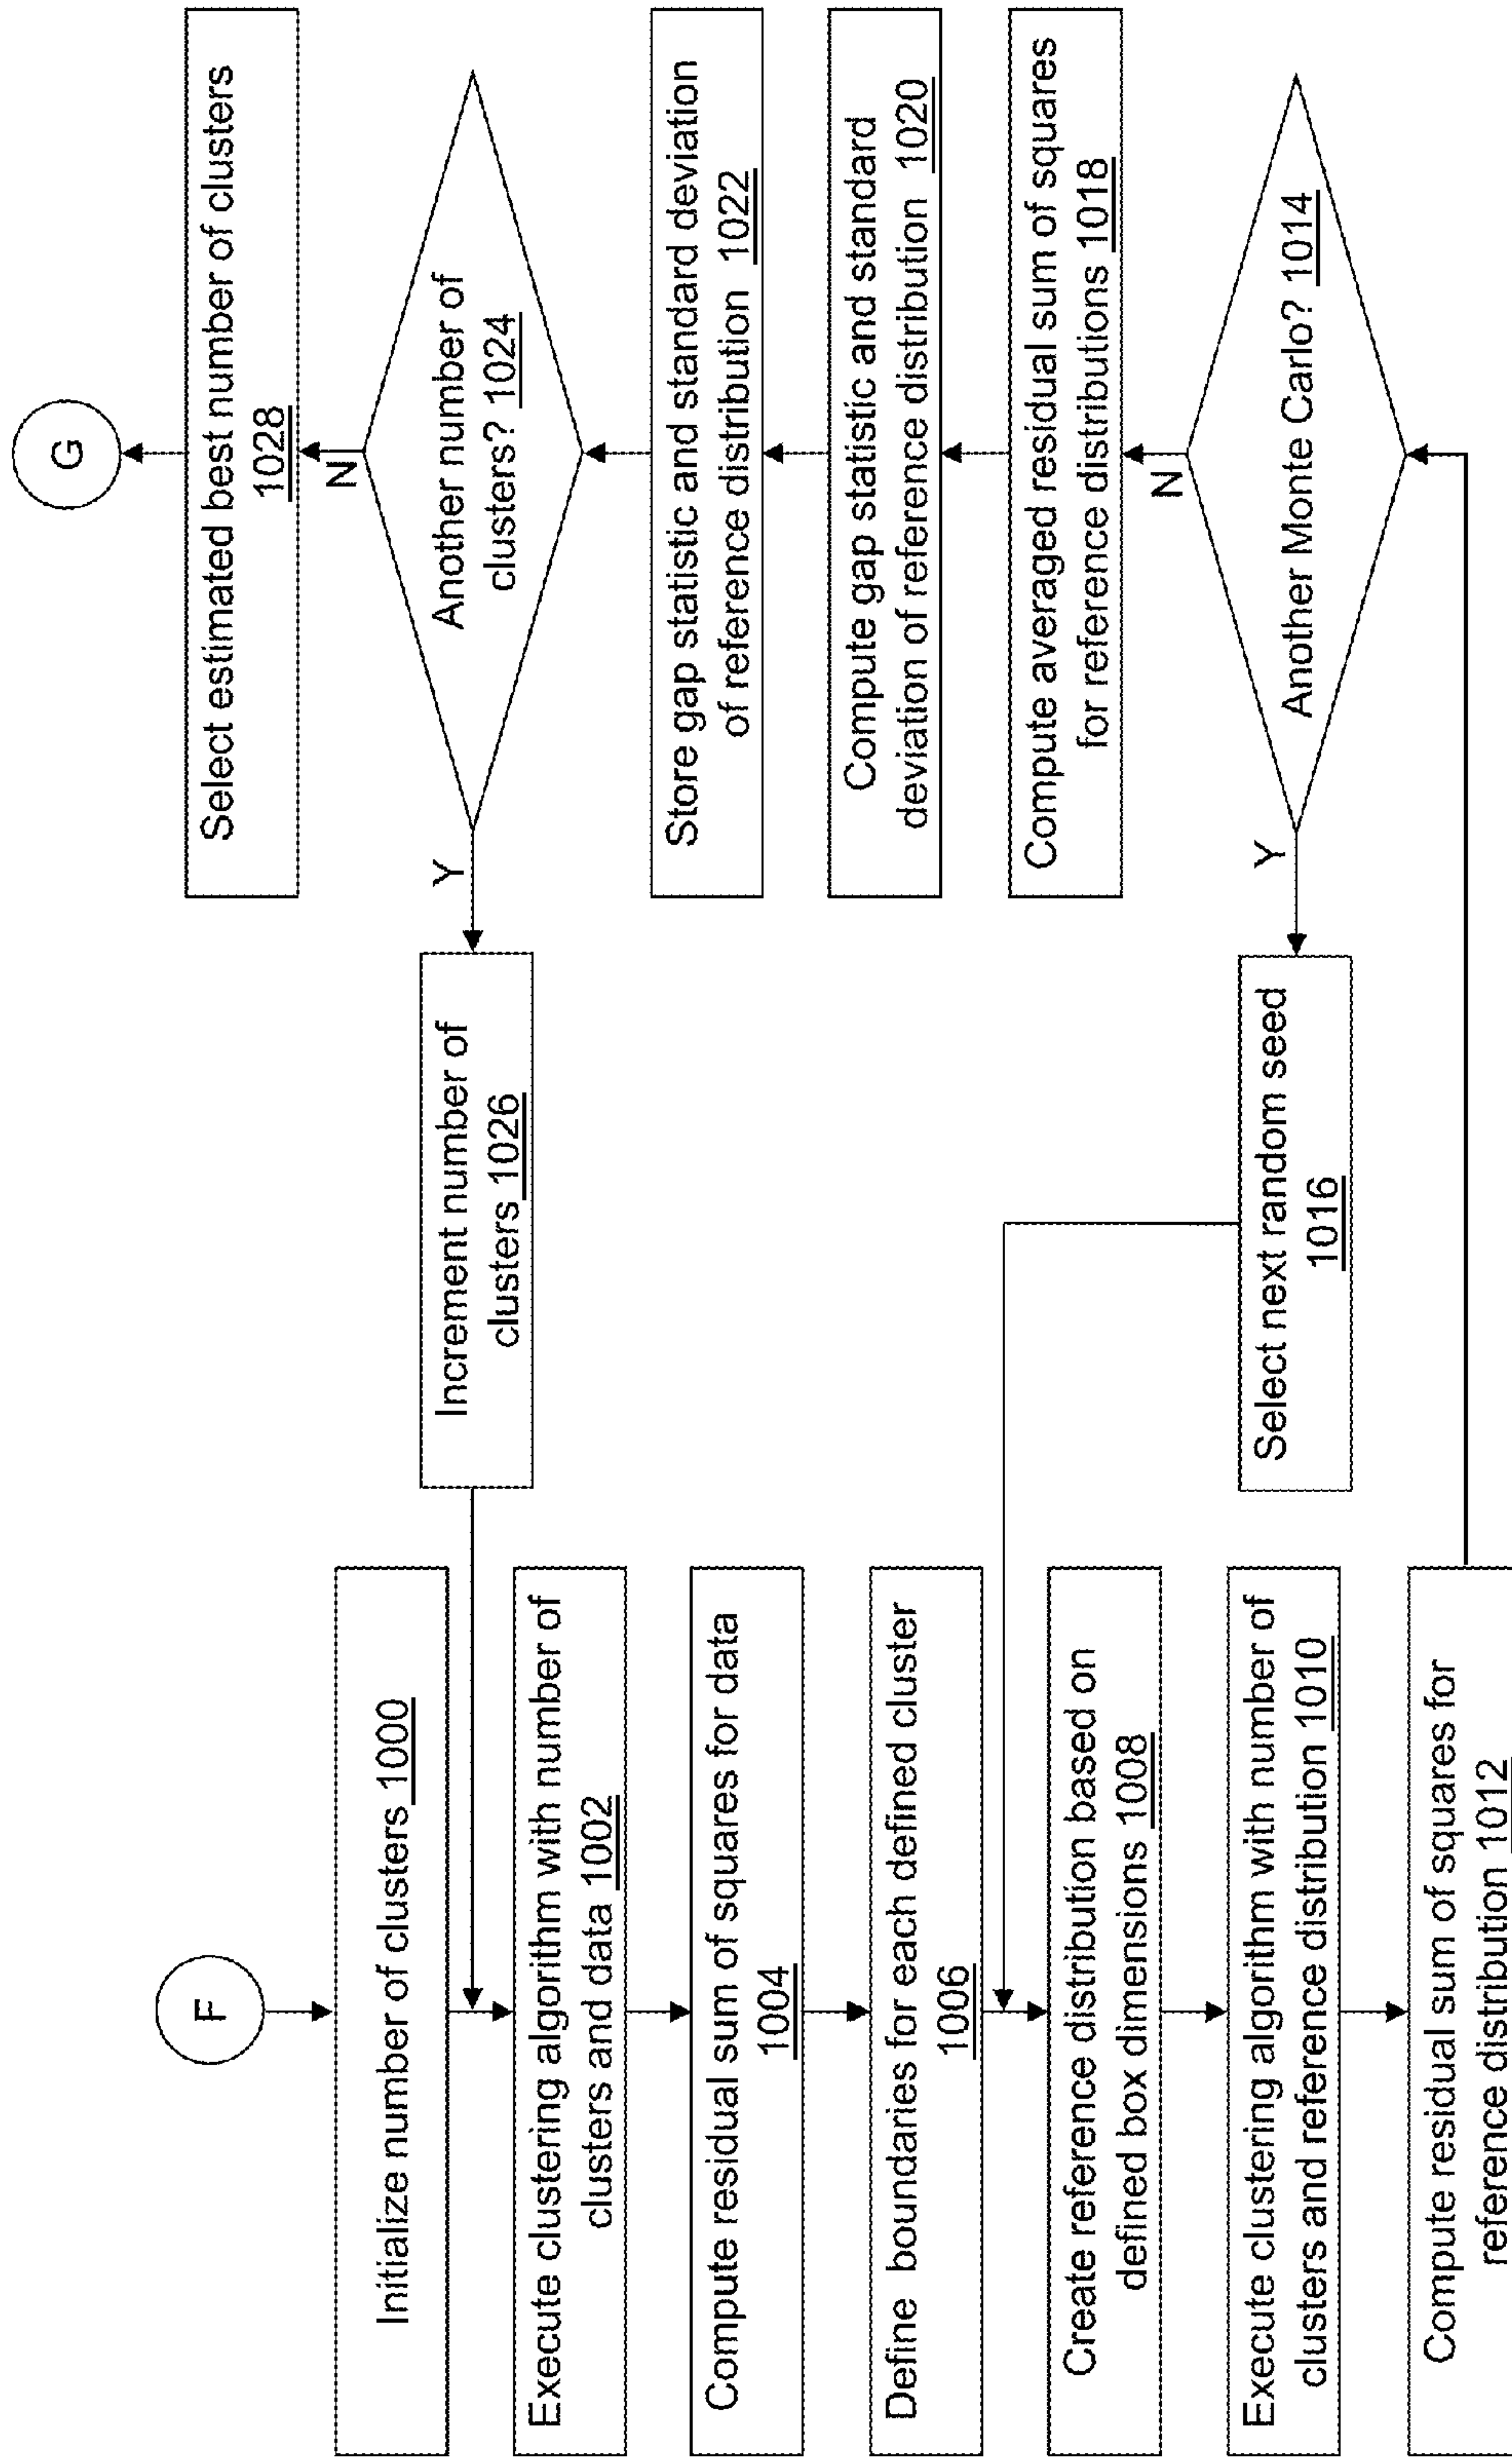 F
Initialize number of clusters 1000
Execute clustering algorithm with number of
clusters and data 1002
Compute residual sum of squares for data
1004
Define boundaries for each defined cluster
1006
Create reference distribution based on
defined box dimensions 1008
Execute clustering algorithm with number of
clusters and reference distribution 1010
Compute residual sum of squares for
reference distribution 1012
Increment number of
clusters 1026
Select next random seed
1016
G
Select estimated best number of clusters
1028
N
Another number of
clusters? 1024
Y
Store gap statistic and standard deviation
of reference distribution 1022
Compute gap statistic and standard
deviation of reference distribution 1020
Compute averaged residual sum of squares
for reference distributions 1018
N
Another Monte Carlo? 1014
Y